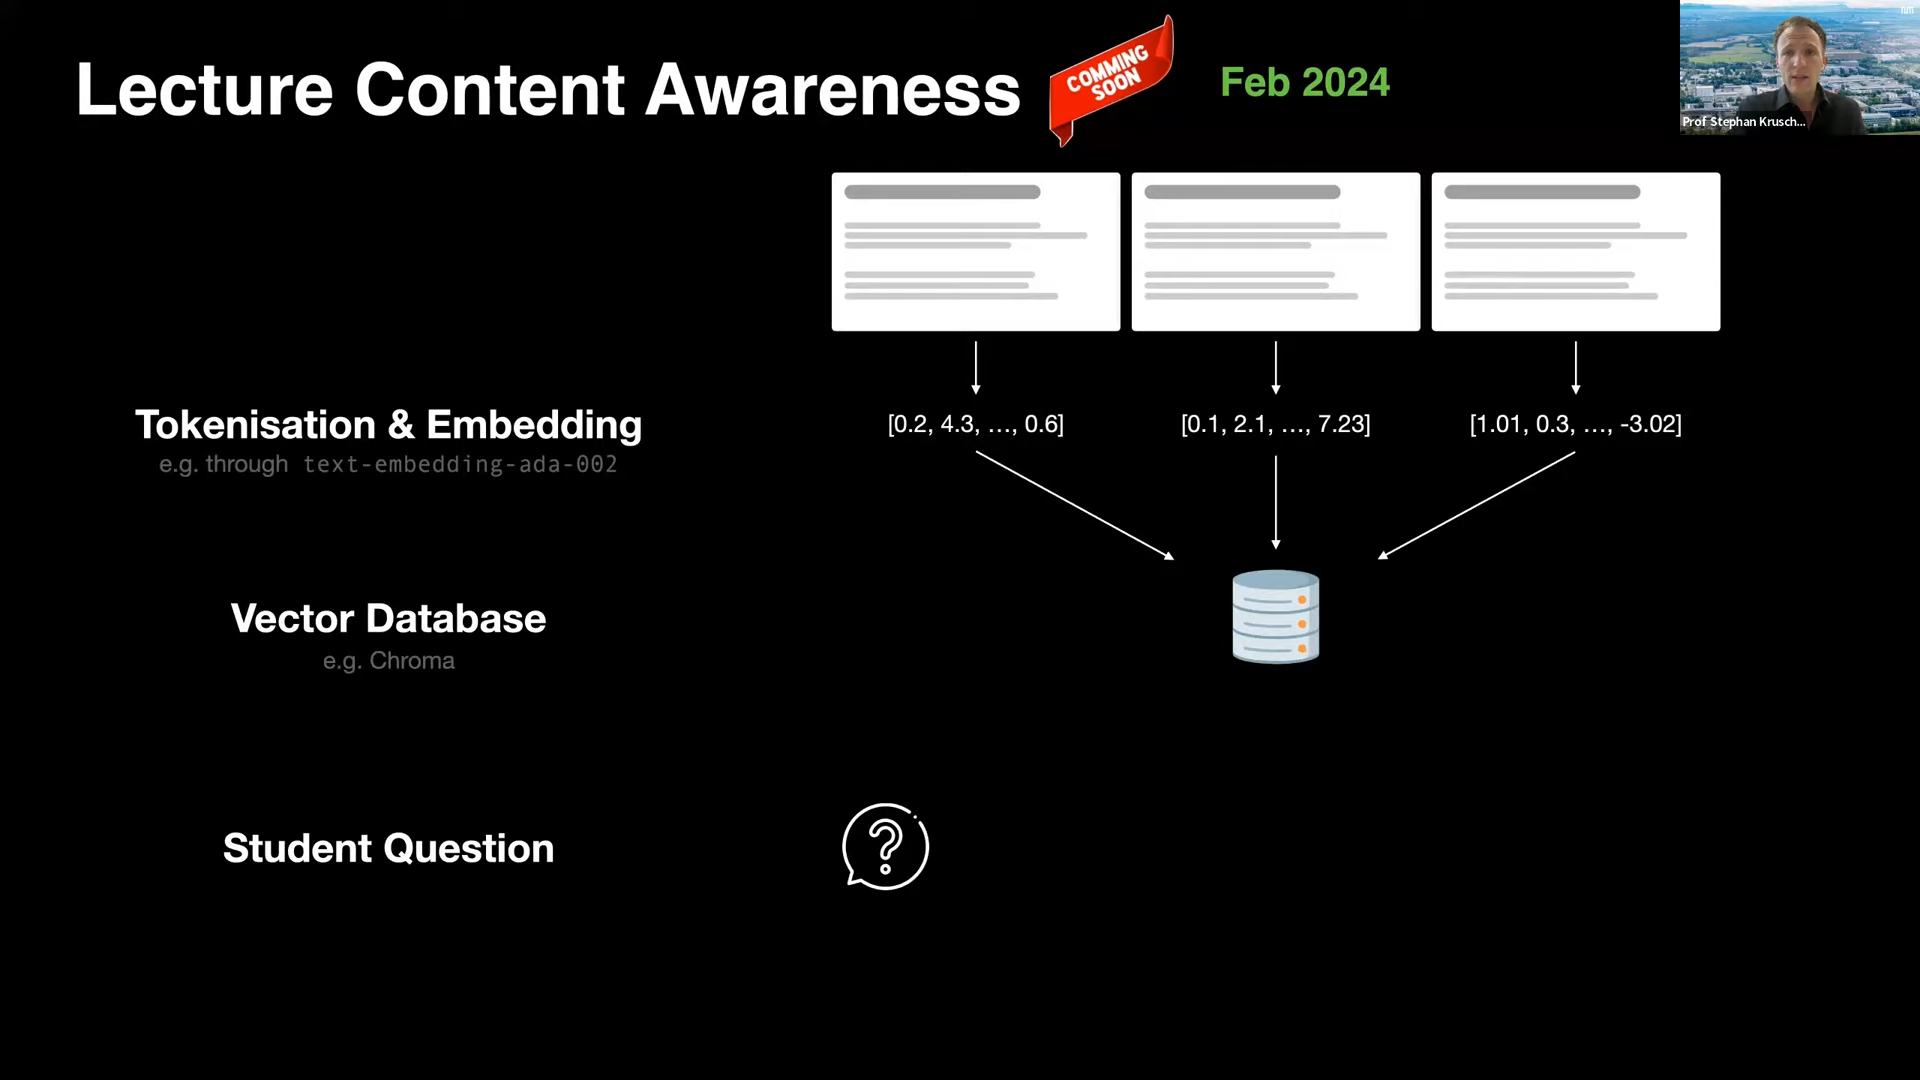 Lecture Content Awareness
COMMING
SOON
Feb 2024
Prof Stephan Krusch...
Tokenisation & Embedding
e.g. through text-embedding-ada-002
[0.2, 4.3, …, 0.6]
[0.1, 2.1, …, 7.23]
[1.01, 0.3, …, -3.02]
Vector Database
e.g. Chroma
Student Question
?